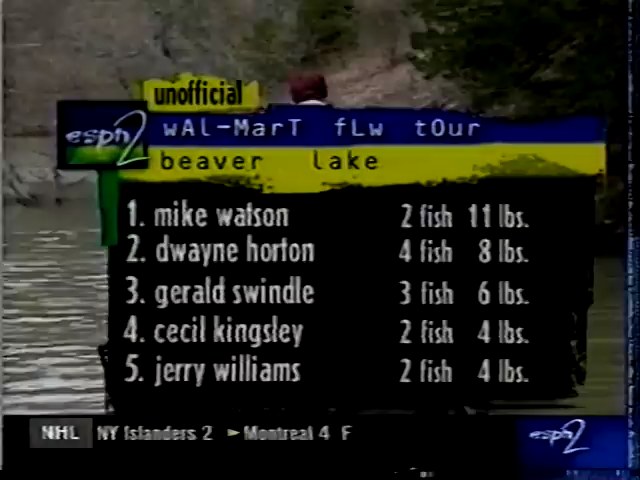 unofficial
espn2
wAl-MarT fLw tOur
beaver lake
1. mike watson 2 fish 11 lbs.
2. dwayne horton 4 fish 8 lbs.
3. gerald swindle 3 fish 6 lbs.
4. cecil kingsley 2 fish 4 lbs.
5. jerry williams 2 fish 4 lbs.
NHL NY Islanders 2 ►Montreal 4 F
espn2